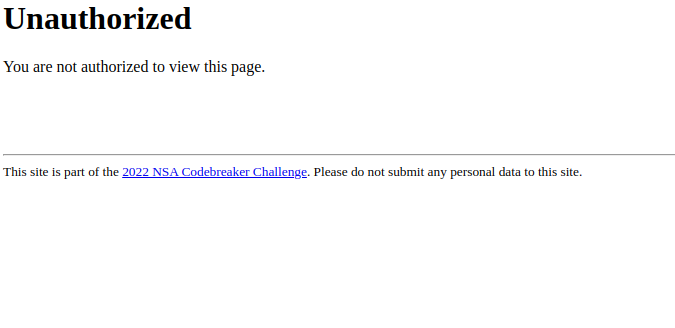 Unauthorized
You are not authorized to view this page.
This site is part of the 2022 NSA Codebreaker Challenge. Please do not submit any personal data to this site.